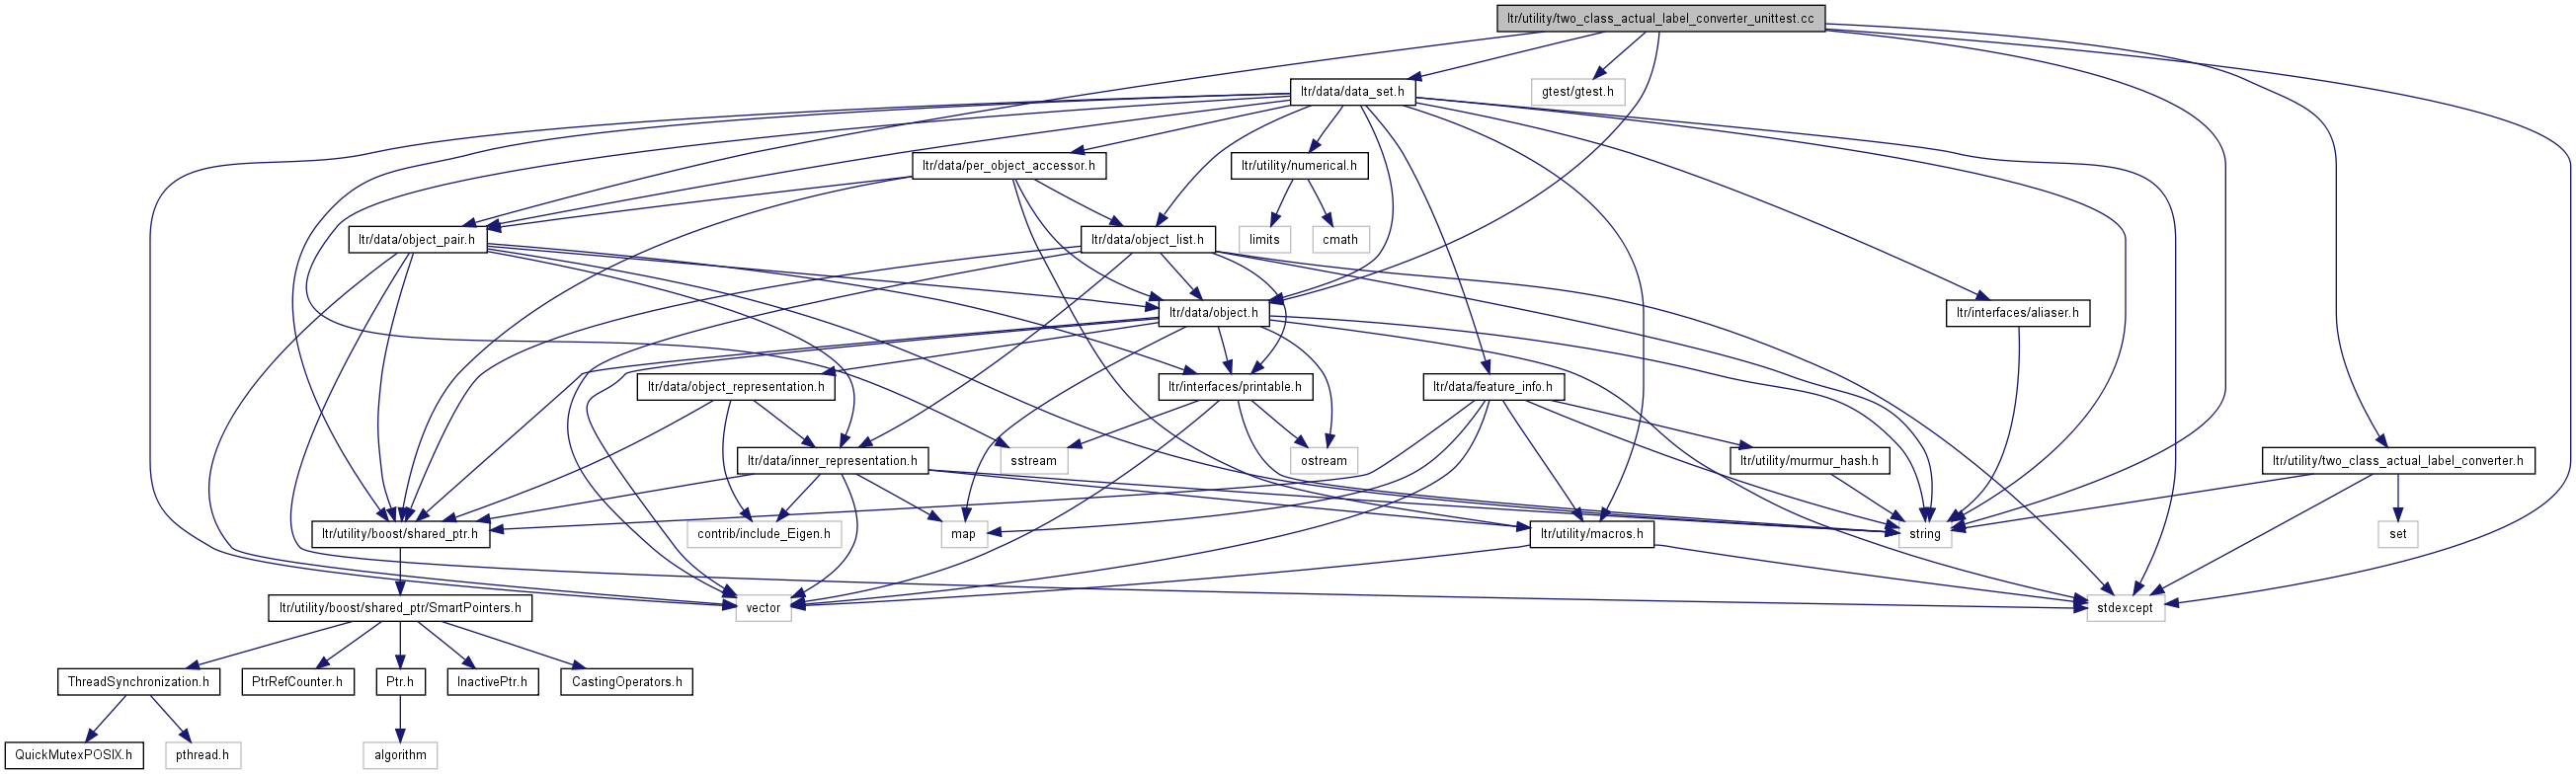 ltr/utility/two_class_actual_label_converter_unittest.cc
ltr/data/data_set.h
gtest/gtest.h
ltr/data/per_object_accessor.h
ltr/utility/numerical.h
ltr/data/object_pair.h
ltr/data/object_list.h
limits
cmath
ltr/data/object.h
ltr/interfaces/aliaser.h
ltr/data/object_representation.h
ltr/interfaces/printable.h
ltr/data/feature_info.h
ltr/data/inner_representation.h
sstream
ostream
ltr/utility/murmur_hash.h
ltr/utility/two_class_actual_label_converter.h
ltr/utility/boost/shared_ptr.h
contrib/include_Eigen.h
map
ltr/utility/macros.h
string
set
ltr/utility/boost/shared_ptr/SmartPointers.h
vector
stdexcept
ThreadSynchronization.h
PtrRefCounter.h
Ptr.h
InactivePtr.h
CastingOperators.h
QuickMutexPOSIX.h
pthread.h
algorithm